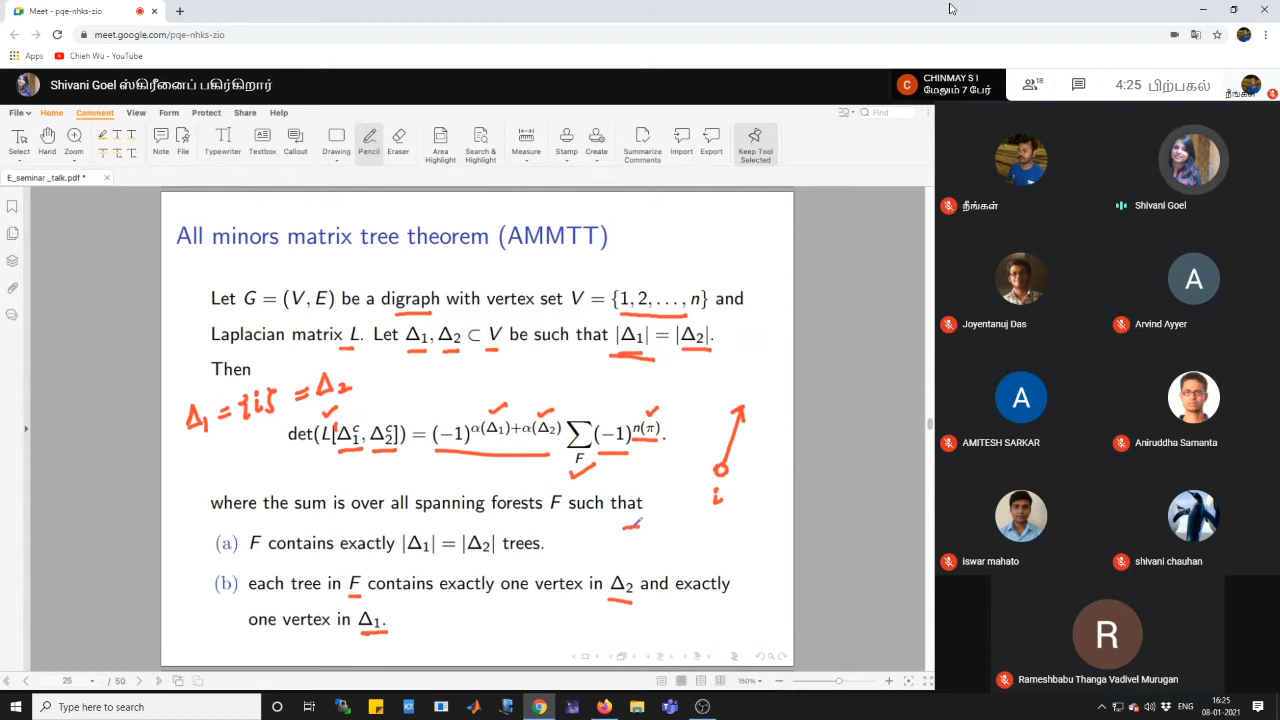 Meet - pqe-nhks-zio
meet.google.com/pqe-nhks-zio
Apps Chieh Wu - YouTube
Shivani Goel ஸ்கிரீனைப் பகிர்கிறார்
CHINMAY S I
மேலும் 7 பேர்
18
4:25 பிற்பகல்
நீங்கள்
File Home Comment View Form Protect Share Help
Find
Select Hand Zoom Note File Typewriter Textbox Callout Drawing Pencil Eraser Area Highlight Search & Highlight Measure Stamp Create Summarize Comments Import Export Keep Tool Selected
E_seminar _talk.pdf *
All minors matrix tree theorem (AMMTT)
Let G = (V, E) be a digraph with vertex set V = {1, 2, . . . , n} and
Laplacian matrix L. Let Δ₁, Δ₂ ⊂ V be such that |Δ₁| = |Δ₂|.
Then
Δ₁ = {i} = Δ₂
det(L[Δ₁ᶜ, Δ₂ᶜ]) = (−1)^{α(Δ₁)+α(Δ₂)} ∑_F (−1)^{n(π)}.
i
where the sum is over all spanning forests F such that
(a) F contains exactly |Δ₁| = |Δ₂| trees.
(b) each tree in F contains exactly one vertex in Δ₂ and exactly
one vertex in Δ₁.
25 / 50
150%
நீங்கள்
Shivani Goel
Joyentanuj Das
A
Arvind Ayyer
A
AMITESH SARKAR
Aniruddha Samanta
iswar mahato
shivani chauhan
R
Rameshbabu Thanga Vadivel Murugan
Type here to search
ENG
16:25
08-01-2021